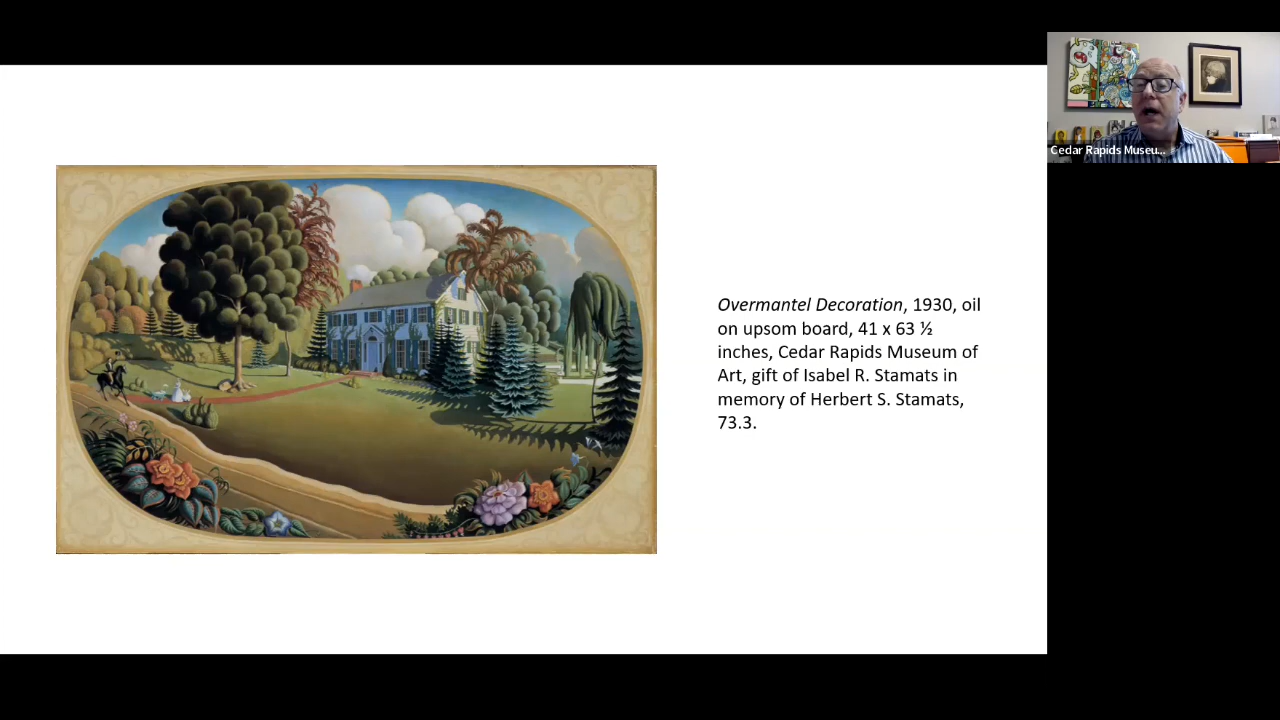 Overmantel Decoration, 1930, oil
on upsom board, 41 x 63 ½
inches, Cedar Rapids Museum of
Art, gift of Isabel R. Stamats in
memory of Herbert S. Stamats,
73.3.
Cedar Rapids Museu...